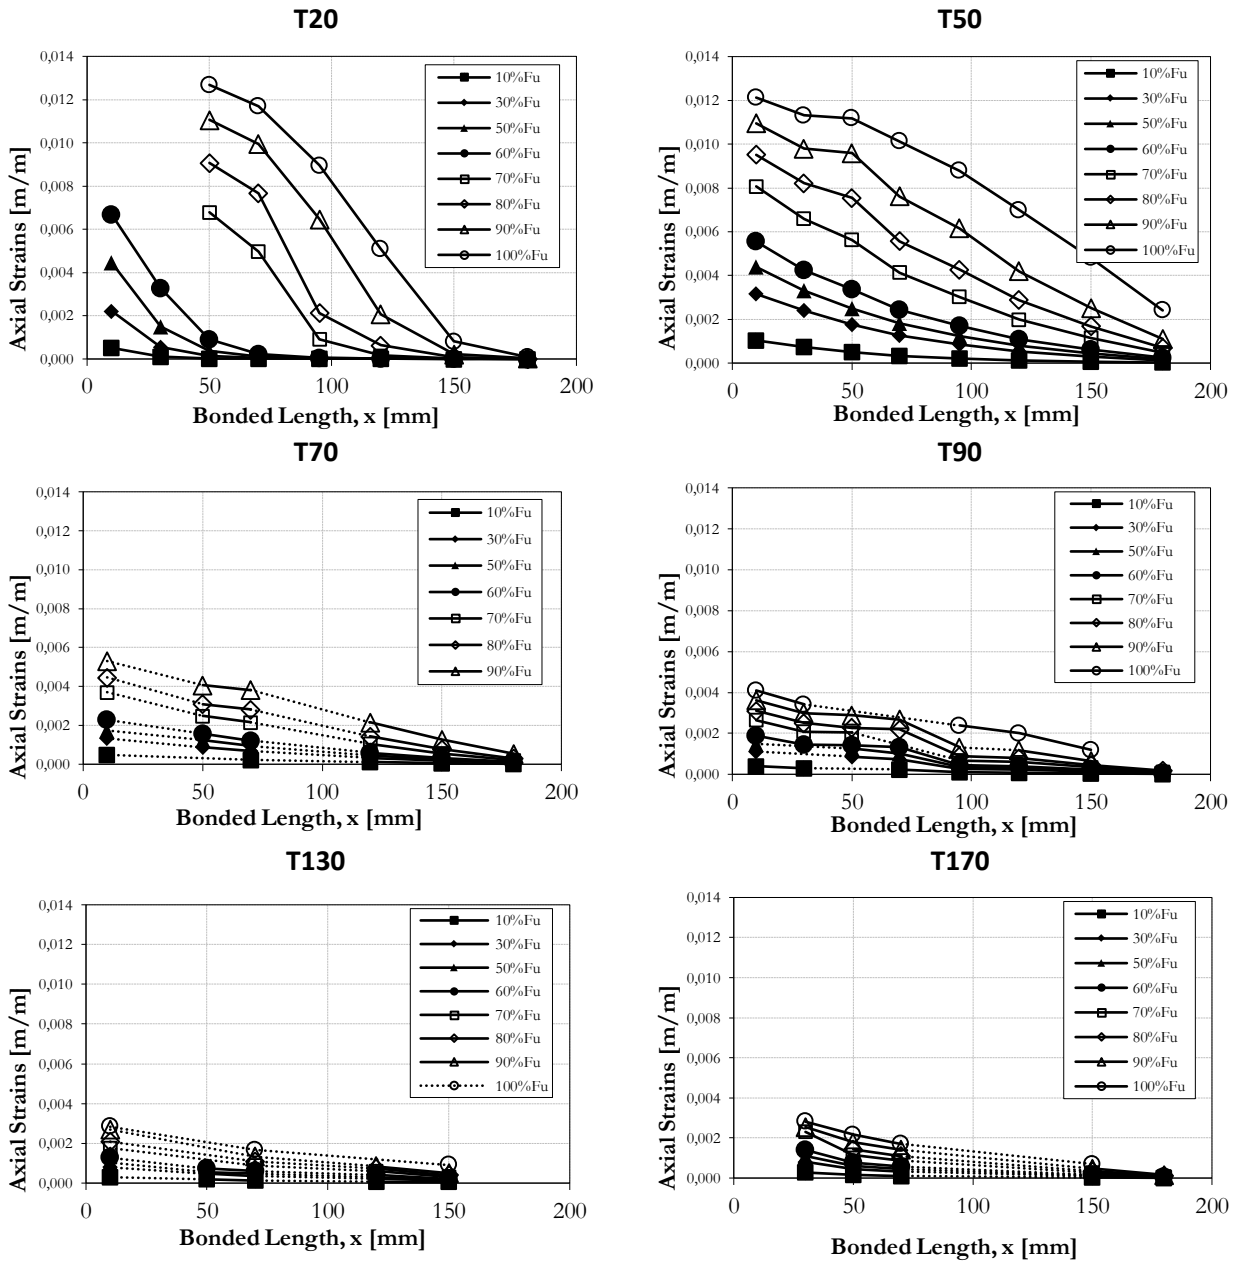 T20
0,014
0,012
0,010
0,008
0,006
0,004
0,002
0,000
Axial Strains [m/m]
0 50 100 150 200
Bonded Length, x [mm]
10%Fu
30%Fu
50%Fu
60%Fu
70%Fu
80%Fu
90%Fu
100%Fu
T50
0,014
0,012
0,010
0,008
0,006
0,004
0,002
0,000
Axial Strains [m/m]
0 50 100 150 200
Bonded Length, x [mm]
10%Fu
30%Fu
50%Fu
60%Fu
70%Fu
80%Fu
90%Fu
100%Fu
T70
0,014
0,012
0,010
0,008
0,006
0,004
0,002
0,000
Axial Strains [m/m]
0 50 100 150 200
Bonded Length, x [mm]
10%Fu
30%Fu
50%Fu
60%Fu
70%Fu
80%Fu
90%Fu
T90
0,014
0,012
0,010
0,008
0,006
0,004
0,002
0,000
Axial Strains [m/m]
0 50 100 150 200
Bonded Length, x [mm]
10%Fu
30%Fu
50%Fu
60%Fu
70%Fu
80%Fu
90%Fu
100%Fu
T130
0,014
0,012
0,010
0,008
0,006
0,004
0,002
0,000
Axial Strains [m/m]
0 50 100 150 200
Bonded Length, x [mm]
10%Fu
30%Fu
50%Fu
60%Fu
70%Fu
80%Fu
90%Fu
100%Fu
T170
0,014
0,012
0,010
0,008
0,006
0,004
0,002
0,000
Axial Strains [m/m]
0 50 100 150 200
Bonded Length, x [mm]
10%Fu
30%Fu
50%Fu
60%Fu
70%Fu
80%Fu
90%Fu
100%Fu